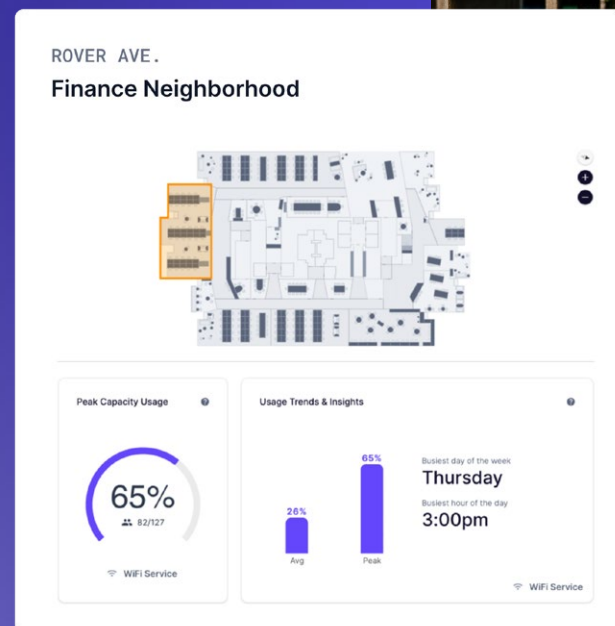 ROVER AVE.
Finance Neighborhood
Peak Capacity Usage
65%
82/127
WiFi Service
Usage Trends & Insights
26%
Avg
65%
Peak
Busiest day of the week
Thursday
Busiest hour of the day
3:00pm
WiFi Service